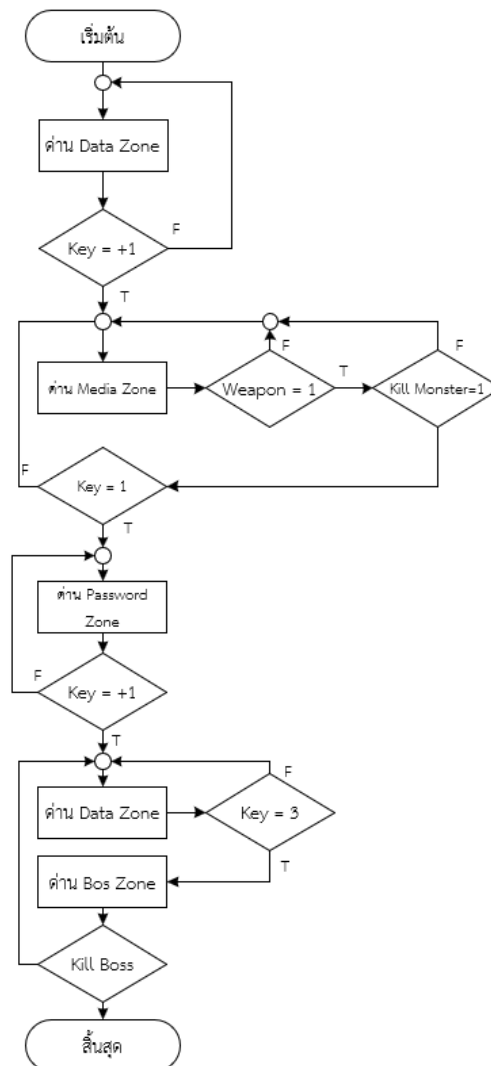 เริ่มต้น
ด่าน Data Zone
F
Key = +1
T
ด่าน Media Zone
Weapon = 1
F
T
Kill Monster=1
F
F
Key = 1
T
ด่าน Password
Zone
F
Key = +1
T
ด่าน Data Zone
F
Key = 3
T
ด่าน Bos Zone
Kill Boss
สิ้นสุด